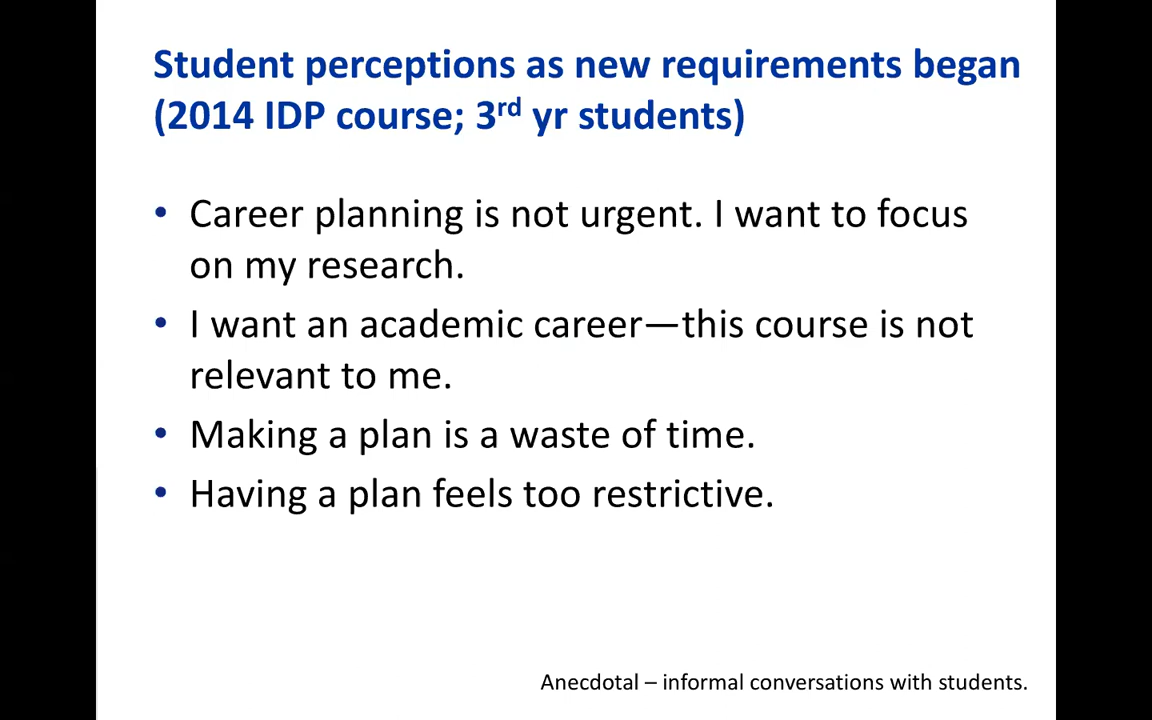 Student perceptions as new requirements began
(2014 IDP course; 3rd yr students)
• Career planning is not urgent. I want to focus
on my research.
• I want an academic career—this course is not
relevant to me.
• Making a plan is a waste of time.
• Having a plan feels too restrictive.
Anecdotal – informal conversations with students.